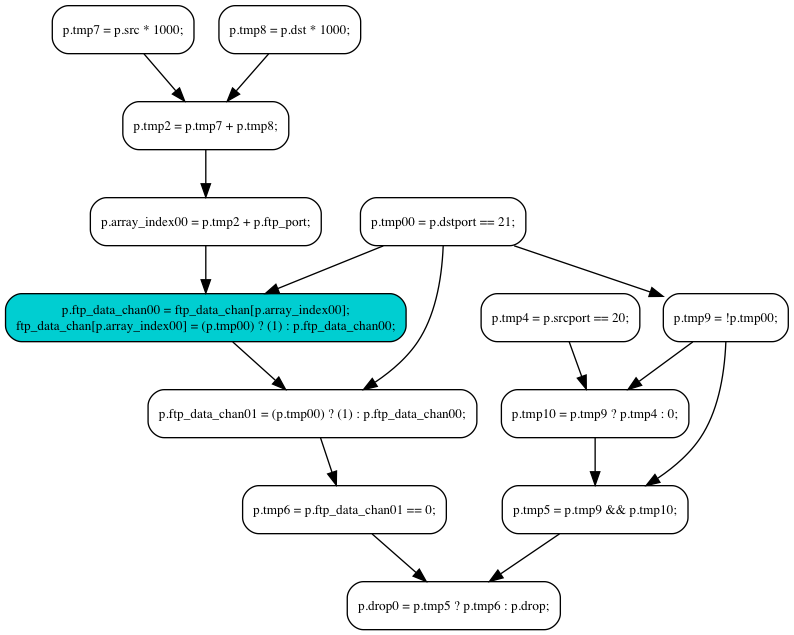 p.tmp7 = p.src * 1000;
p.tmp8 = p.dst * 1000;
p.tmp2 = p.tmp7 + p.tmp8;
p.array_index00 = p.tmp2 + p.ftp_port;
p.tmp00 = p.dstport == 21;
p.ftp_data_chan00 = ftp_data_chan[p.array_index00];
ftp_data_chan[p.array_index00] = (p.tmp00) ? (1) : p.ftp_data_chan00;
p.tmp4 = p.srcport == 20;
p.tmp9 = !p.tmp00;
p.ftp_data_chan01 = (p.tmp00) ? (1) : p.ftp_data_chan00;
p.tmp10 = p.tmp9 ? p.tmp4 : 0;
p.tmp6 = p.ftp_data_chan01 == 0;
p.tmp5 = p.tmp9 && p.tmp10;
p.drop0 = p.tmp5 ? p.tmp6 : p.drop;